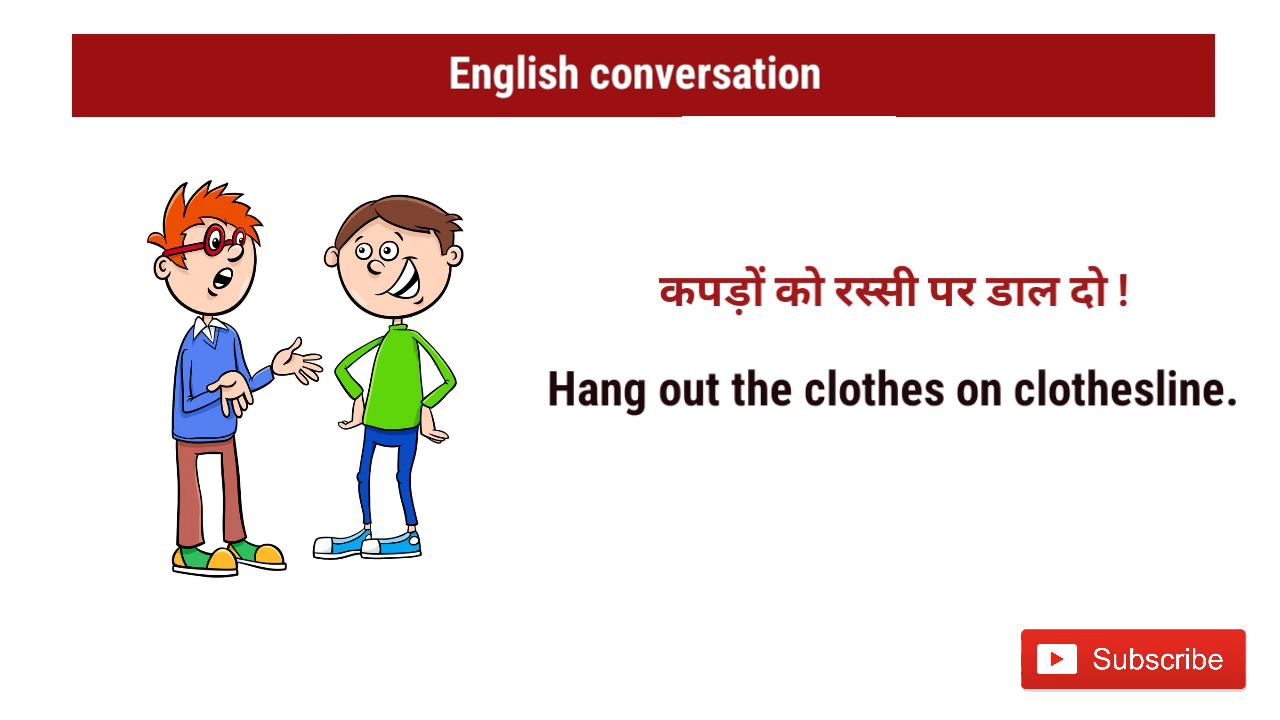 English conversation
कपड़ों को रस्सी पर डाल दो !
Hang out the clothes on clothesline.
Subscribe